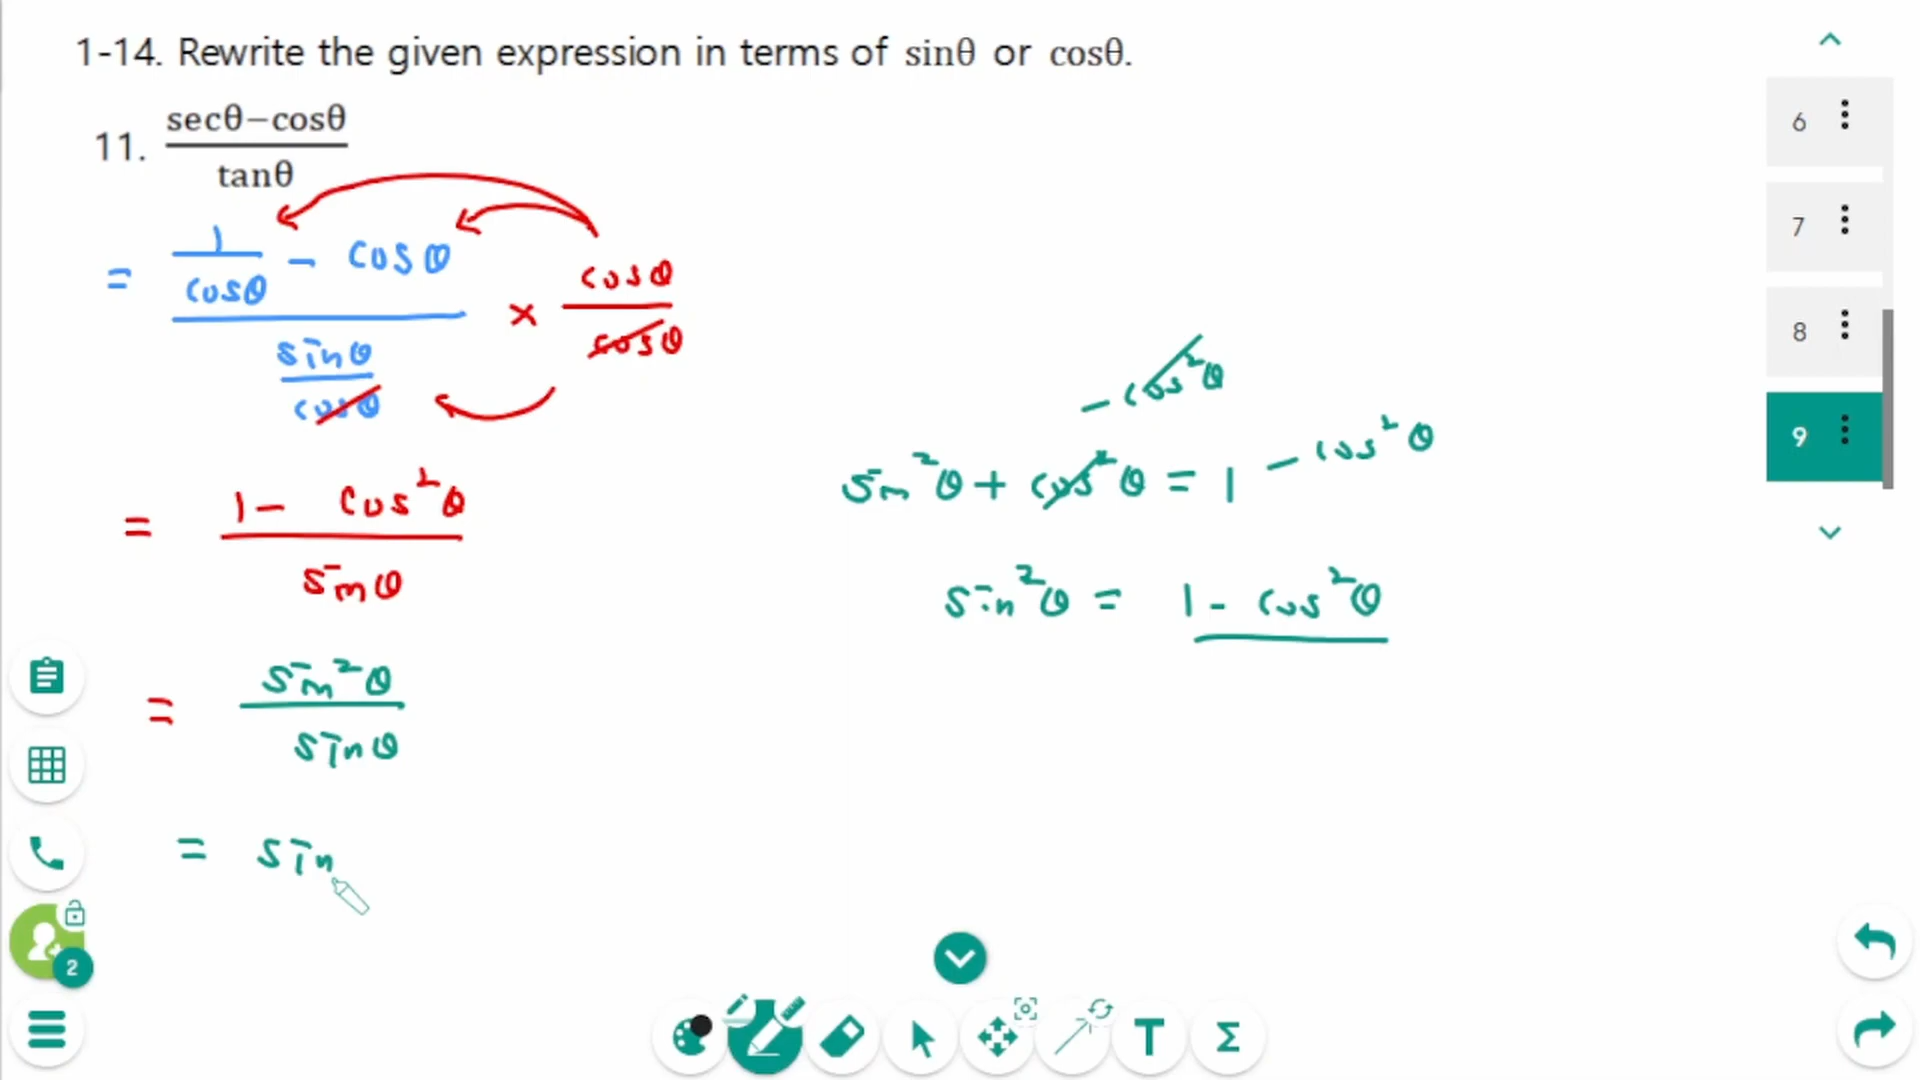 1-14. Rewrite the given expression in terms of sinθ or cosθ.
11. secθ−cosθ
tanθ
= 1/cosθ − cosθ × cosθ/cosθ
sinθ/cosθ
= 1 − cos²θ
sinθ
= sin²θ
sinθ
= sin
− cos²θ
sin²θ + cos²θ = 1 − cos²θ
sin²θ = 1 − cos²θ
6
7
8
9
2
T
Σ